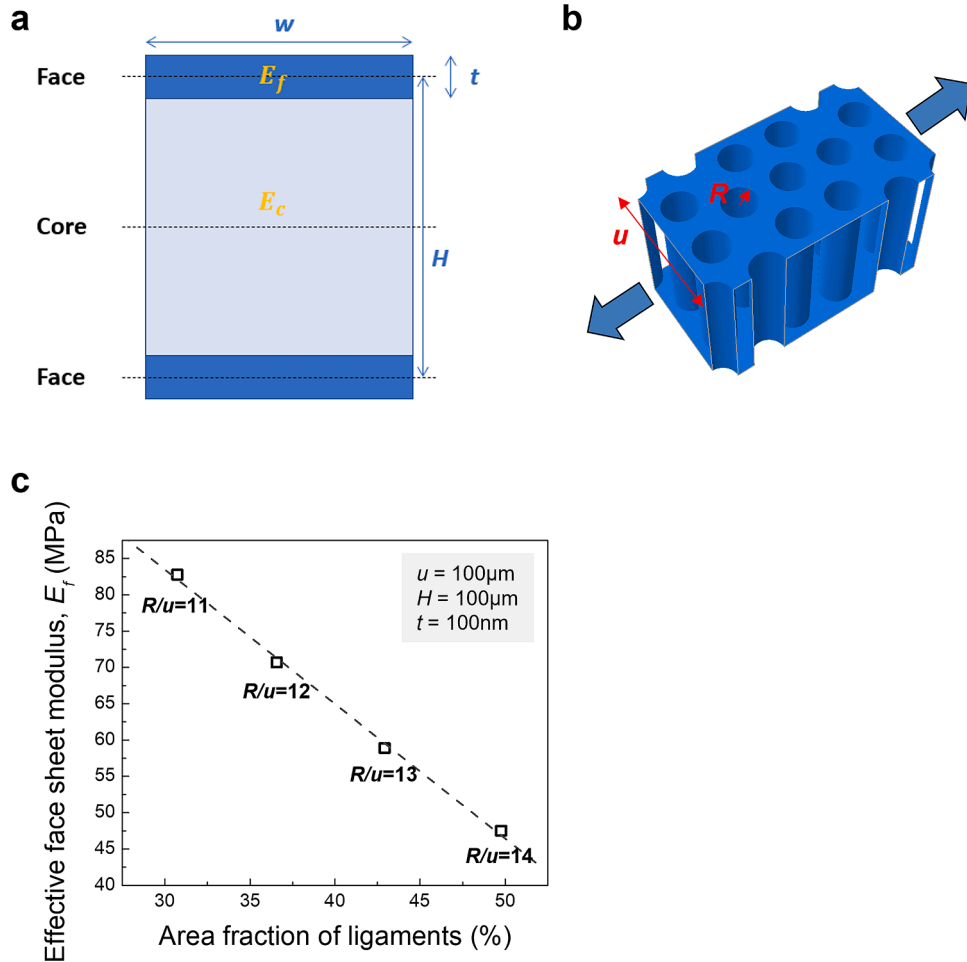 a
w
Face
E_f
t
Core
E_c
H
Face
b
R
u
c
Effective face sheet modulus, E_f (MPa)
85
80
75
70
65
60
55
50
45
40
u = 100μm
H = 100μm
t = 100nm
R/u=11
R/u=12
R/u=13
R/u=14
30
35
40
45
50
Area fraction of ligaments (%)